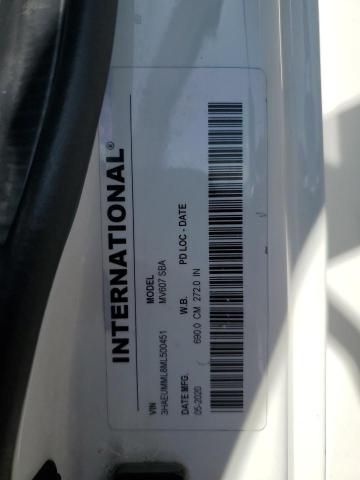 INTERNATIONAL®
VIN MODEL
3HAEUMML8ML500451 MV607 SBA
DATE MFG. W.B. PD LOC - DATE
05-2020 690.0 CM 272.0 IN